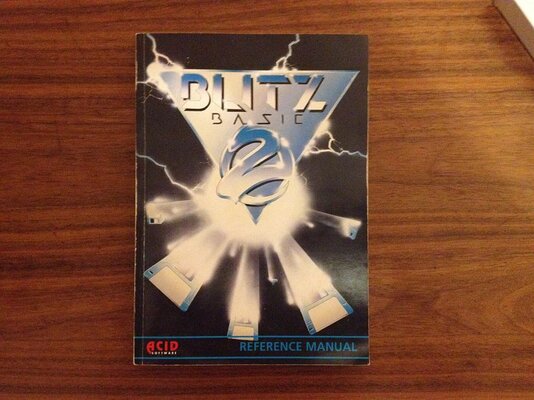 BLITZ
BASIC
2
ACID
SOFTWARE
REFERENCE MANUAL